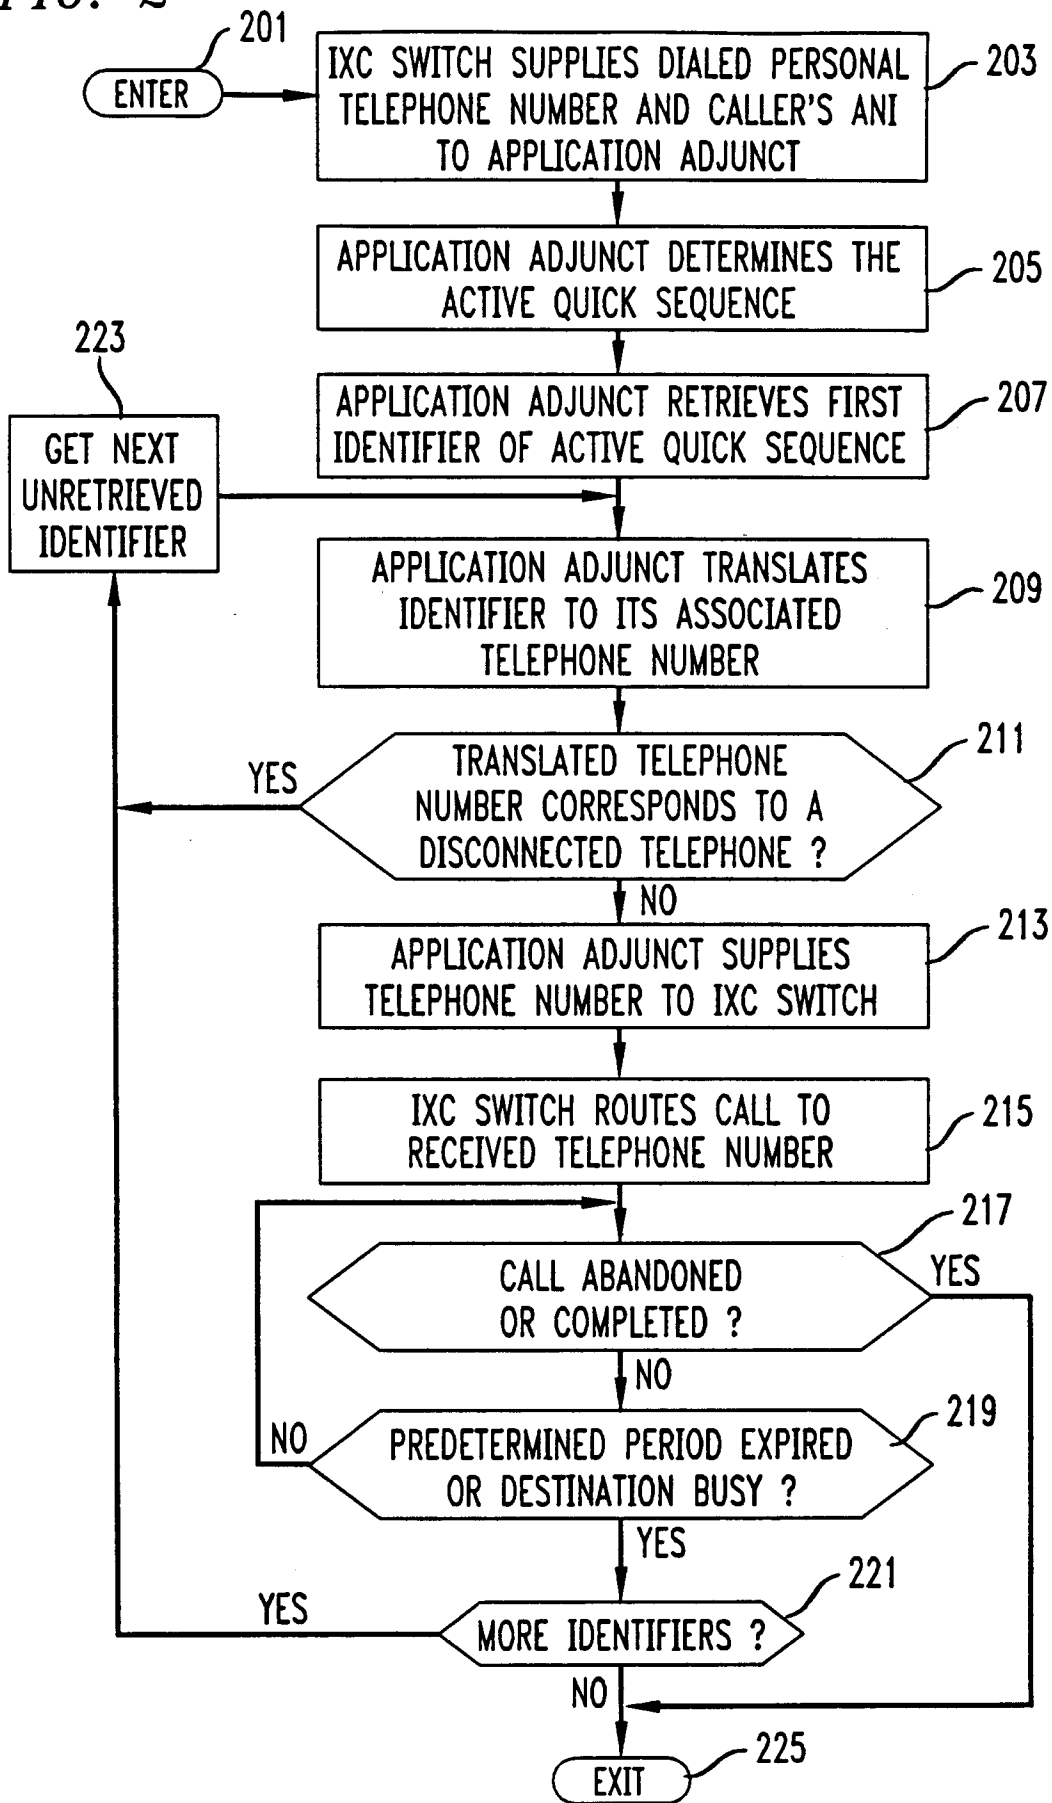 FIG. 2
201
ENTER
IXC SWITCH SUPPLIES DIALED PERSONAL
TELEPHONE NUMBER AND CALLER'S ANI
TO APPLICATION ADJUNCT
203
APPLICATION ADJUNCT DETERMINES THE
ACTIVE QUICK SEQUENCE
205
223
APPLICATION ADJUNCT RETRIEVES FIRST
IDENTIFIER OF ACTIVE QUICK SEQUENCE
207
GET NEXT
UNRETRIEVED
IDENTIFIER
APPLICATION ADJUNCT TRANSLATES
IDENTIFIER TO ITS ASSOCIATED
TELEPHONE NUMBER
209
TRANSLATED TELEPHONE
NUMBER CORRESPONDS TO A
DISCONNECTED TELEPHONE ?
211
YES
NO
APPLICATION ADJUNCT SUPPLIES
TELEPHONE NUMBER TO IXC SWITCH
213
IXC SWITCH ROUTES CALL TO
RECEIVED TELEPHONE NUMBER
215
217
CALL ABANDONED
OR COMPLETED ?
YES
NO
219
NO
PREDETERMINED PERIOD EXPIRED
OR DESTINATION BUSY ?
YES
221
YES
MORE IDENTIFIERS ?
NO
225
EXIT